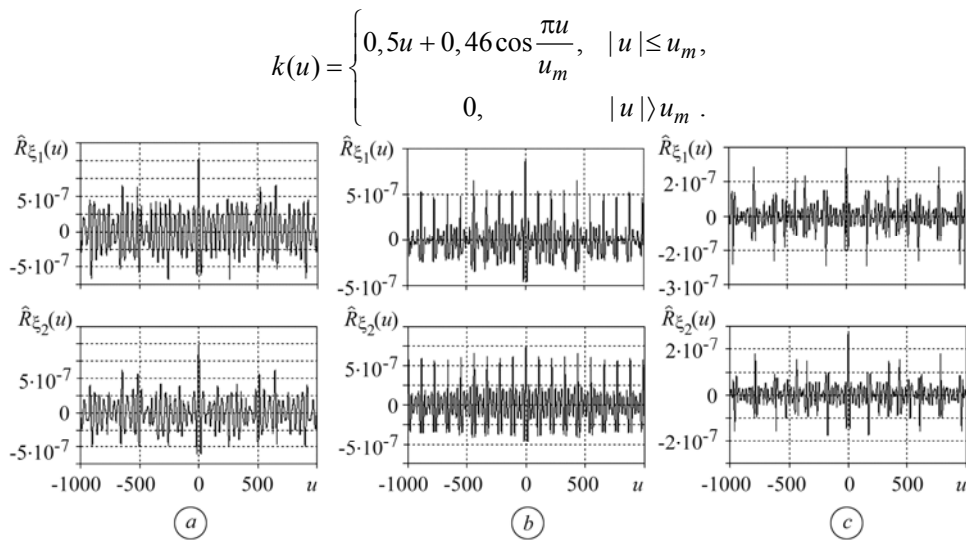 k(u) = { 0,5u + 0,46 cos πu/u_m, |u| ≤ u_m,
0, |u|⟩u_m .
R̂ξ₁(u) R̂ξ₁(u) R̂ξ₁(u)
5·10⁻⁷ 5·10⁻⁷ 2·10⁻⁷
0 0 0
-5·10⁻⁷ -5·10⁻⁷ -2·10⁻⁷
-3·10⁻⁷
R̂ξ₂(u) R̂ξ₂(u) R̂ξ₂(u)
5·10⁻⁷ 5·10⁻⁷ 2·10⁻⁷
0 0 0
-5·10⁻⁷ -5·10⁻⁷ -2·10⁻⁷
-1000 -500 0 500 u -1000 -500 0 500 u -1000 -500 0 500 u
a b c